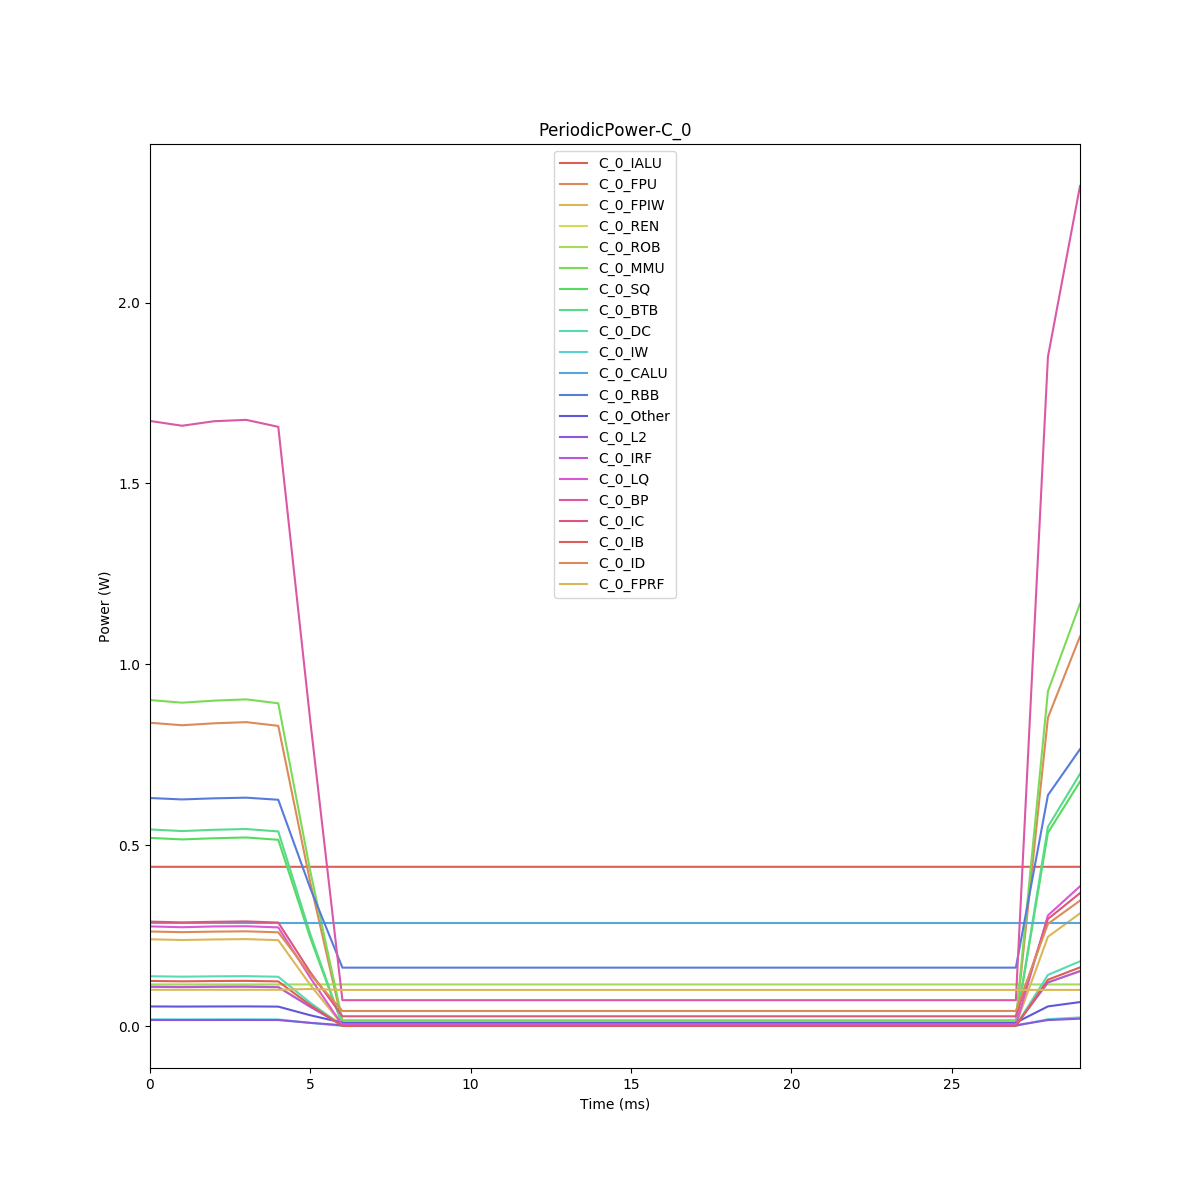 PeriodicPower-C_0
C_0_IALU
C_0_FPU
C_0_FPIW
C_0_REN
C_0_ROB
C_0_MMU
C_0_SQ
C_0_BTB
C_0_DC
C_0_IW
C_0_CALU
C_0_RBB
C_0_Other
C_0_L2
C_0_IRF
C_0_LQ
C_0_BP
C_0_IC
C_0_IB
C_0_ID
C_0_FPRF
2.0
1.5
1.0
0.5
0.0
Power (W)
0 5 10 15 20 25
Time (ms)